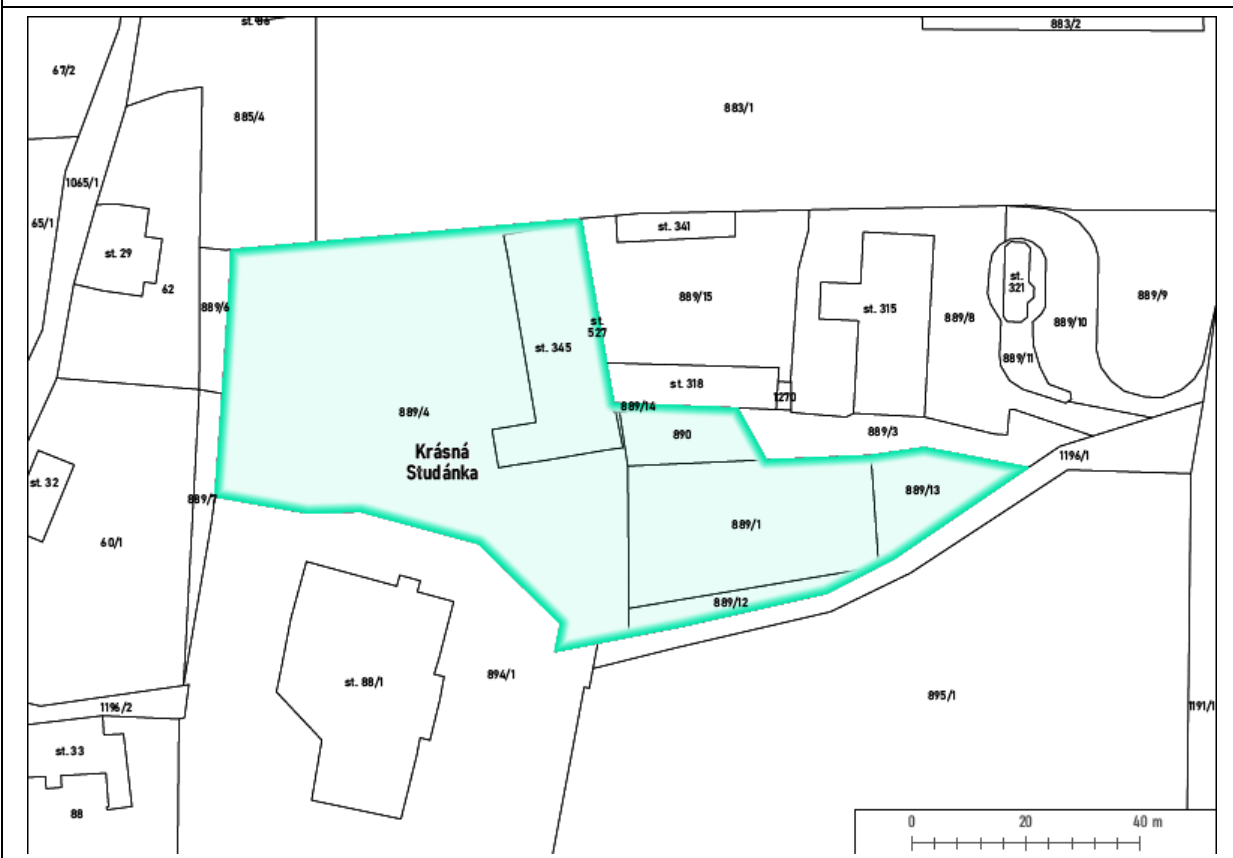 st. 86
883/2
67/2
883/1
885/4
1065/1
65/1
st. 341
st. 29
st.
321
62
889/15
889/9
889/6
st. 315
889/8
889/10
st.
527
st. 345
889/11
st. 318
1270
889/4
889/14
889/3
890
Krásná
Studánka
1196/1
st. 32
889/13
889/7
889/1
60/1
889/12
894/1
st. 88/1
895/1
1196/2
1191/1
st. 33
88
0 20 40 m